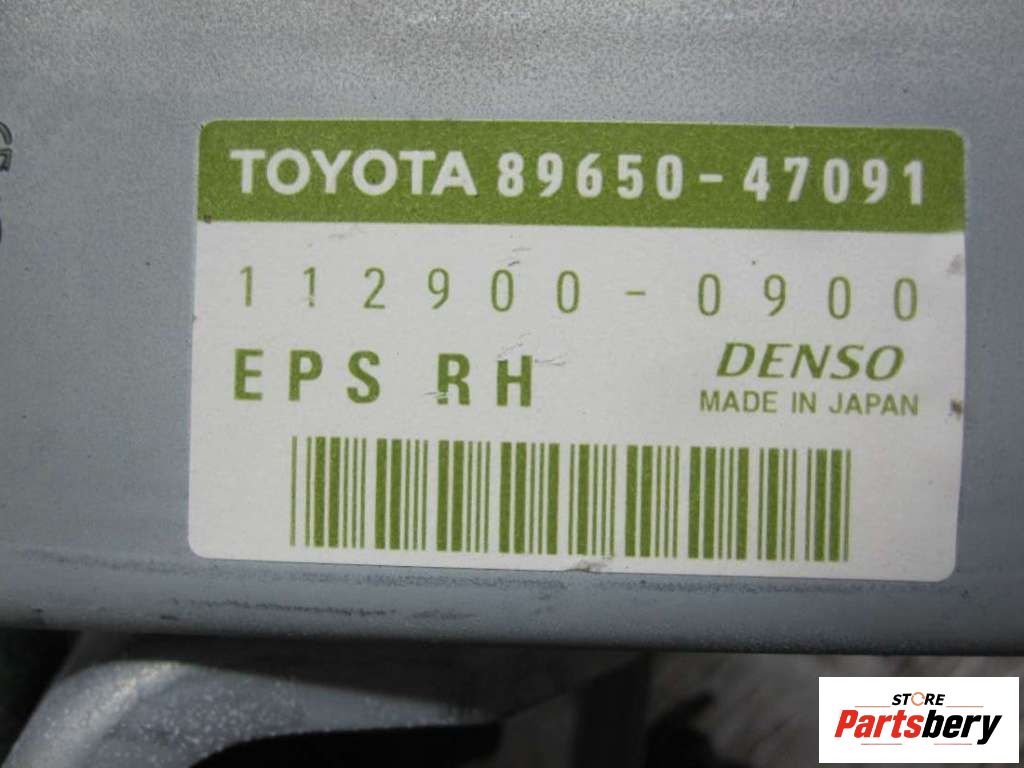 TOYOTA 89650-47091
112900-0900
EPS RH
DENSO
MADE IN JAPAN
STORE
Partsbery